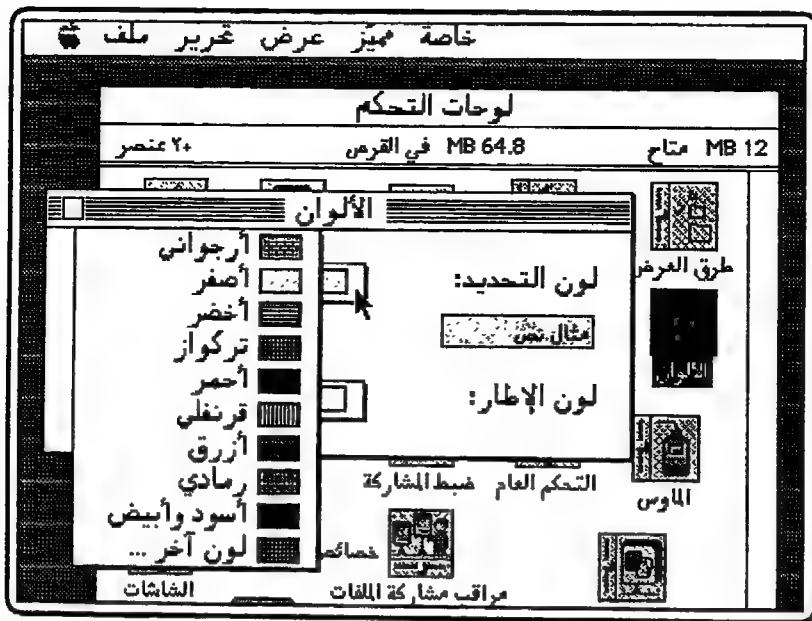 ملف تحرير عرض مميّز خاصة
لوحات التحكم
٢٠ عنصر
64.8 MB في القرص
12 MB متاح
الألوان
طرق العرض
لون التحديد:
مثال نص
لون الإطار:
أرجواني
أصفر
أخضر
تركواز
أحمر
قرنفلي
أزرق
رمادي
أسود وأبيض
لون آخر ...
الألوان
الماوس
التحكم العام
ضبط المشاركة
خصائص
مراقب مشاركة الملفات
الشاشات